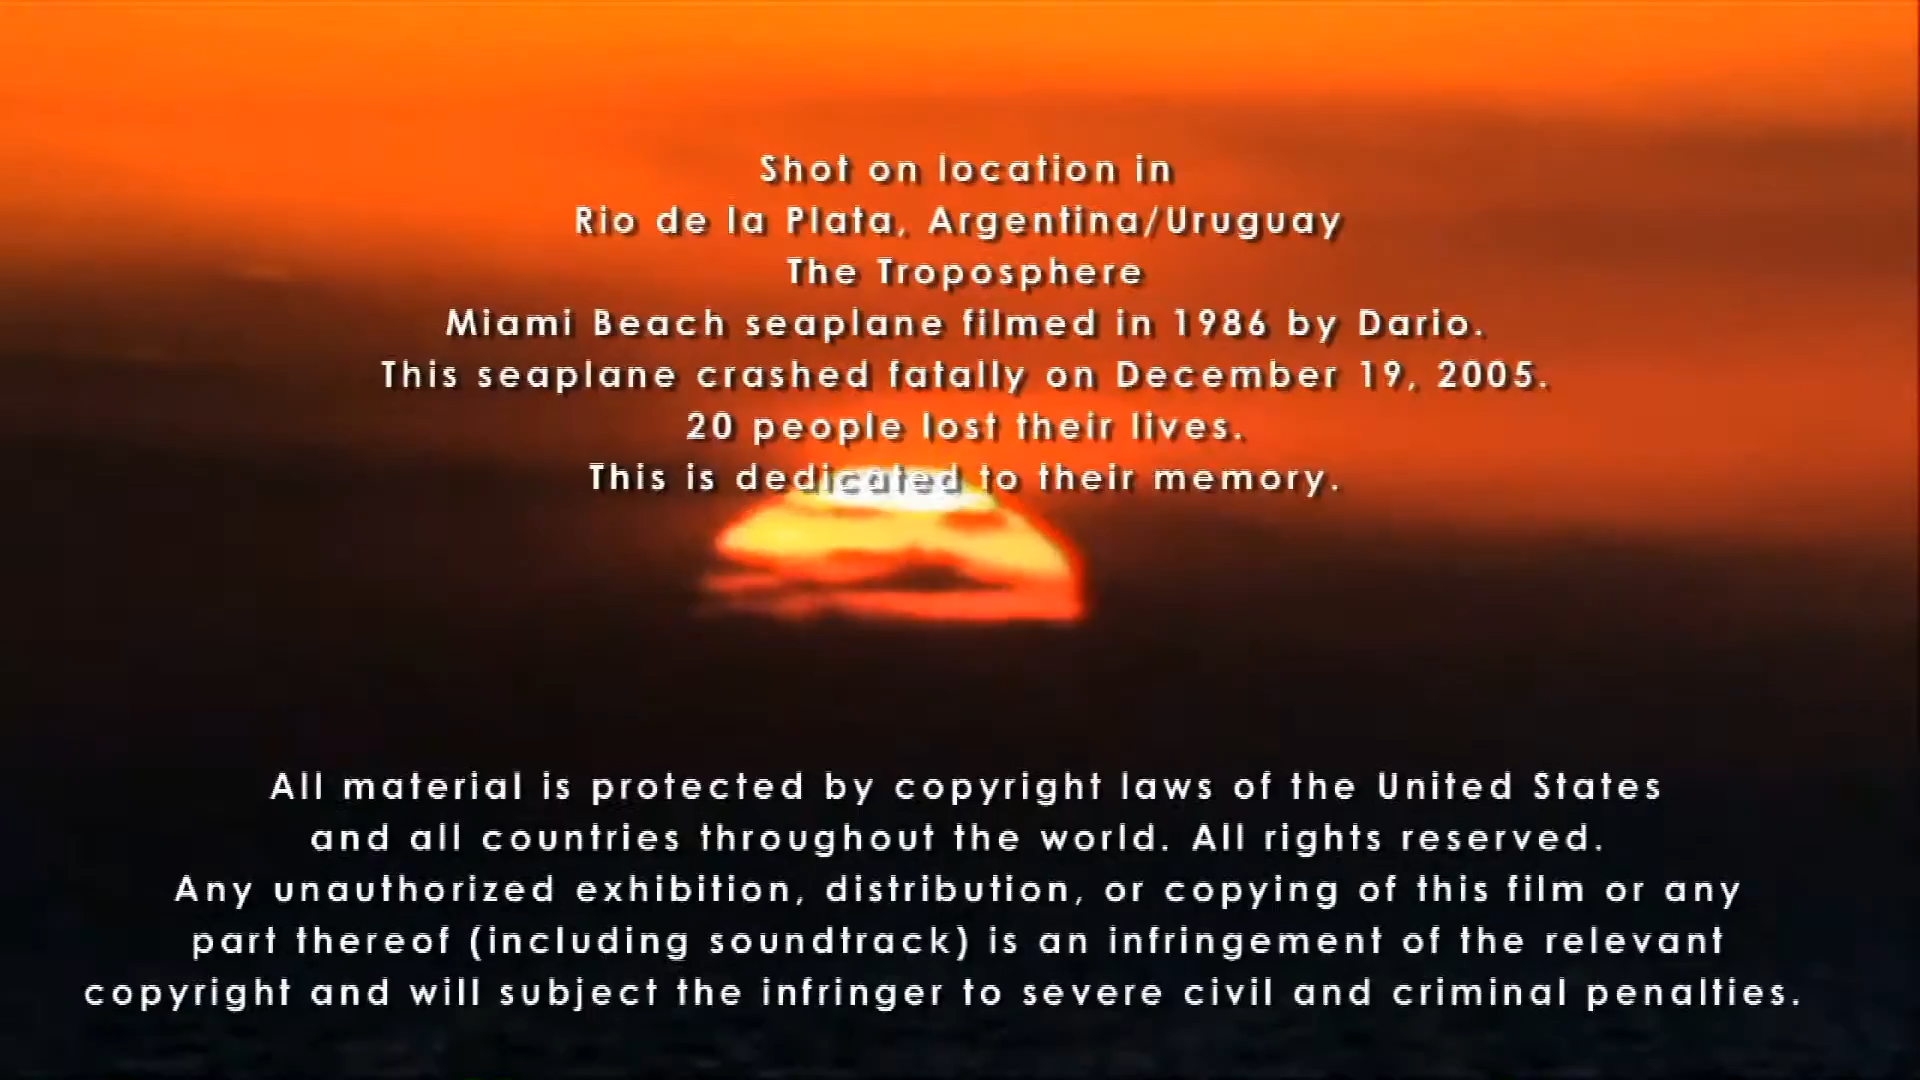 Shot on location in
Rio de la Plata, Argentina/Uruguay
The Troposphere
Miami Beach seaplane filmed in 1986 by Dario.
This seaplane crashed fatally on December 19, 2005.
20 people lost their lives.
This is dedicated to their memory.
All material is protected by copyright laws of the United States
and all countries throughout the world. All rights reserved.
Any unauthorized exhibition, distribution, or copying of this film or any
part thereof (including soundtrack) is an infringement of the relevant
copyright and will subject the infringer to severe civil and criminal penalties.